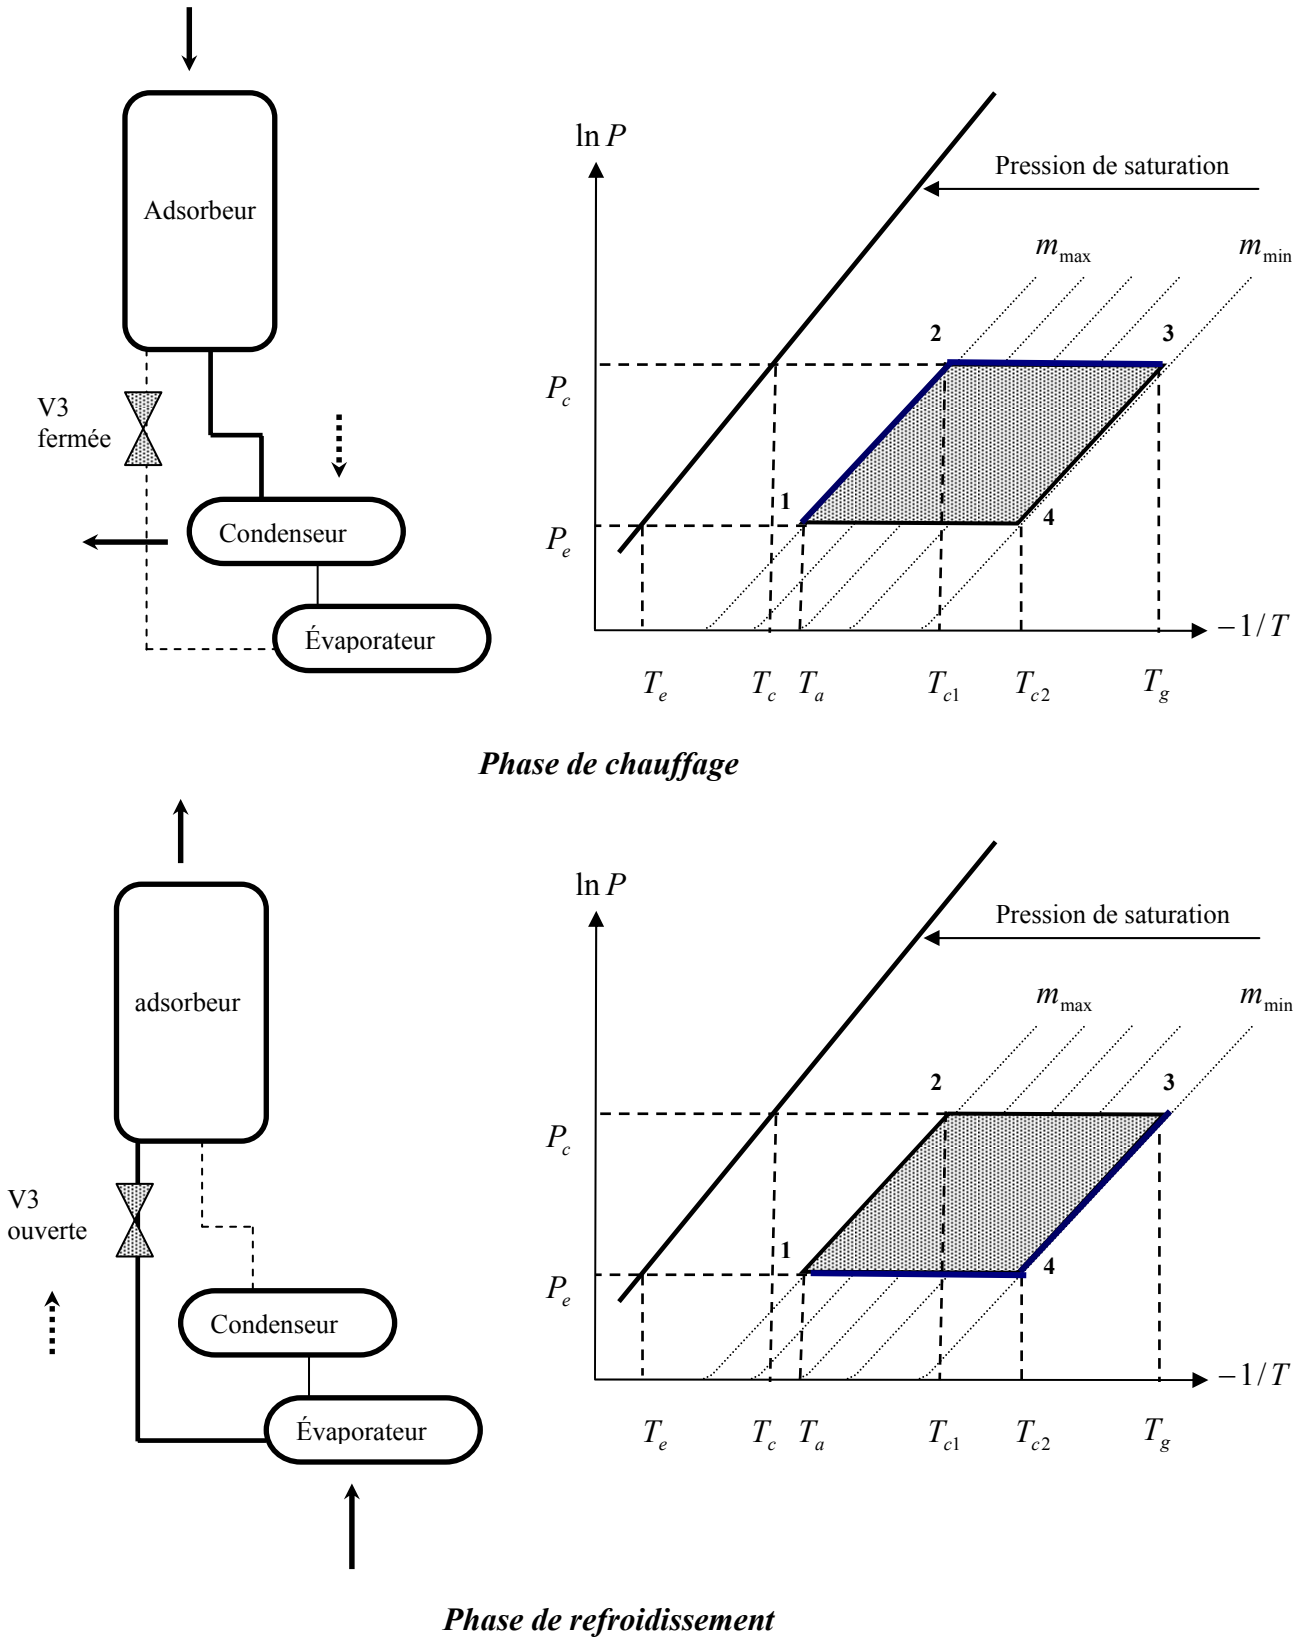 ln P
Pression de saturation
Adsorbeur
m_max
m_min
2
3
P_c
V3
fermée
1
4
Condenseur
P_e
Évaporateur
−1/T
T_e T_c T_a T_c1 T_c2 T_g
Phase de chauffage
ln P
Pression de saturation
adsorbeur
m_max
m_min
2
3
P_c
V3
ouverte
1
4
P_e
Condenseur
−1/T
Évaporateur
T_e T_c T_a T_c1 T_c2 T_g
Phase de refroidissement